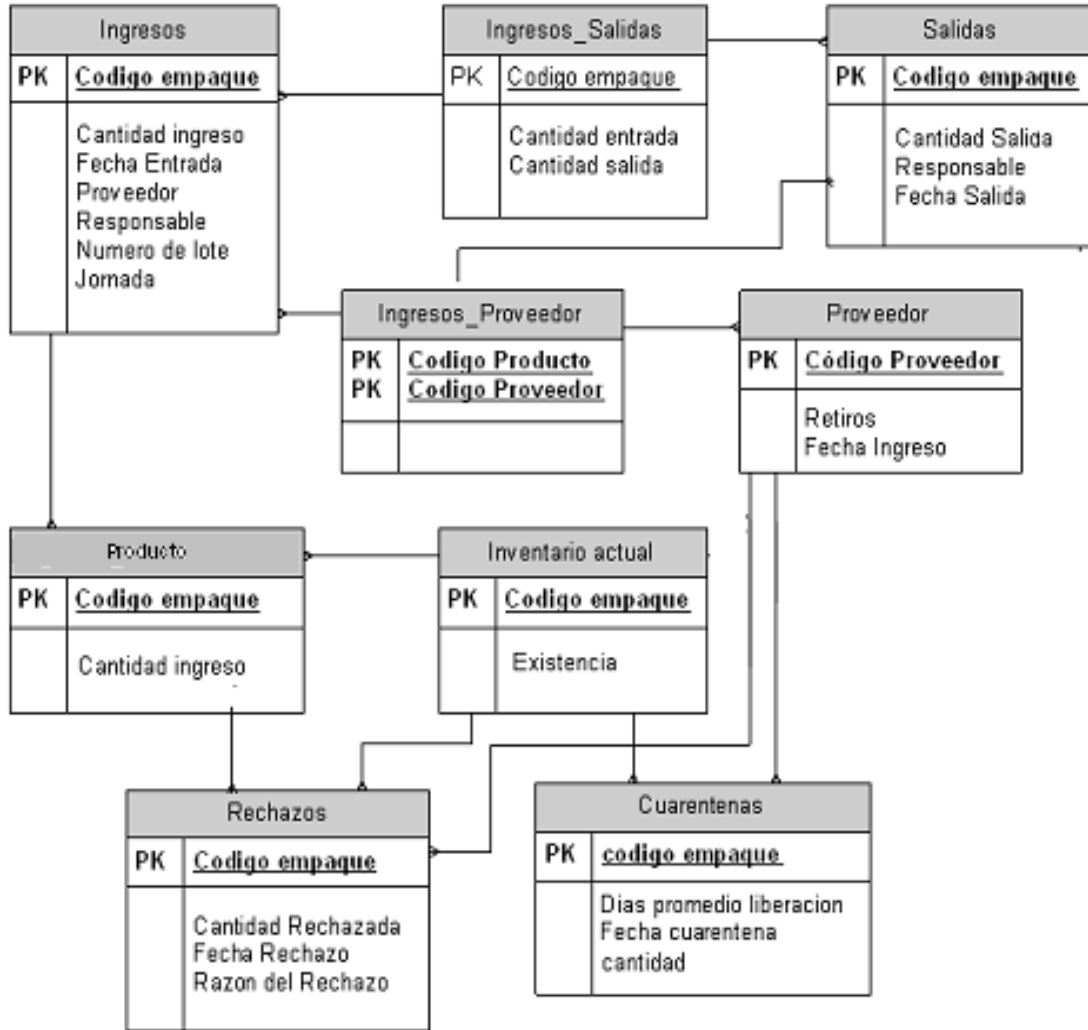 Ingresos
PK Codigo empaque
Cantidad ingreso
Fecha Entrada
Proveedor
Responsable
Numero de lote
Jornada
Ingresos_Salidas
PK Codigo empaque
Cantidad entrada
Cantidad salida
Salidas
PK Codigo empaque
Cantidad Salida
Responsable
Fecha Salida
Ingresos_Proveedor
PK Codigo Producto
PK Codigo Proveedor
Proveedor
PK Código Proveedor
Retiros
Fecha Ingreso
Producto
PK Codigo empaque
Cantidad ingreso
Inventario actual
PK Codigo empaque
Existencia
Rechazos
PK Codigo empaque
Cantidad Rechazada
Fecha Rechazo
Razon del Rechazo
Cuarentenas
PK codigo empaque
Dias promedio liberacion
Fecha cuarentena
cantidad